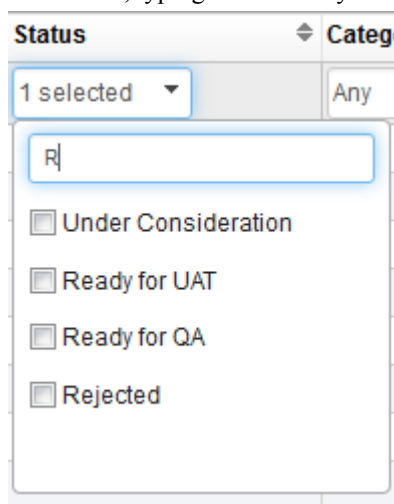 Status Categ
1 selected Any
R
Under Consideration
Ready for UAT
Ready for QA
Rejected